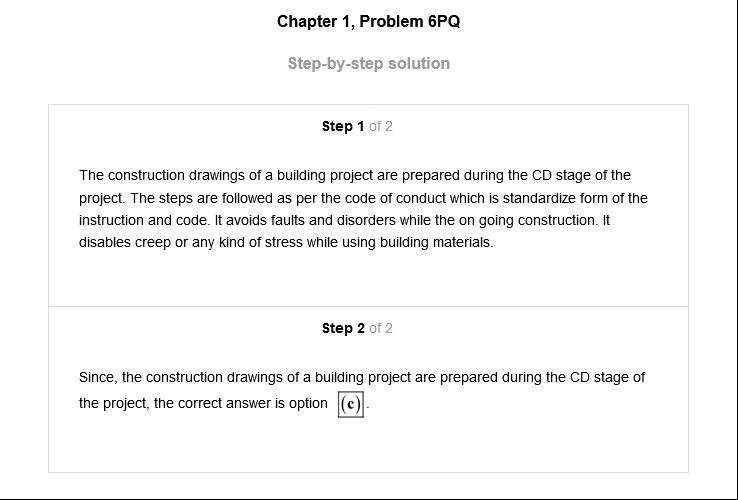 Chapter 1, Problem 6PQ
Step-by-step solution
Step 1 of 2
The construction drawings of a building project are prepared during the CD stage of the
project. The steps are followed as per the code of conduct which is standardize form of the
instruction and code. It avoids faults and disorders while the on going construction. It
disables creep or any kind of stress while using building materials.
Step 2 of 2
Since, the construction drawings of a building project are prepared during the CD stage of
the project, the correct answer is option (c).